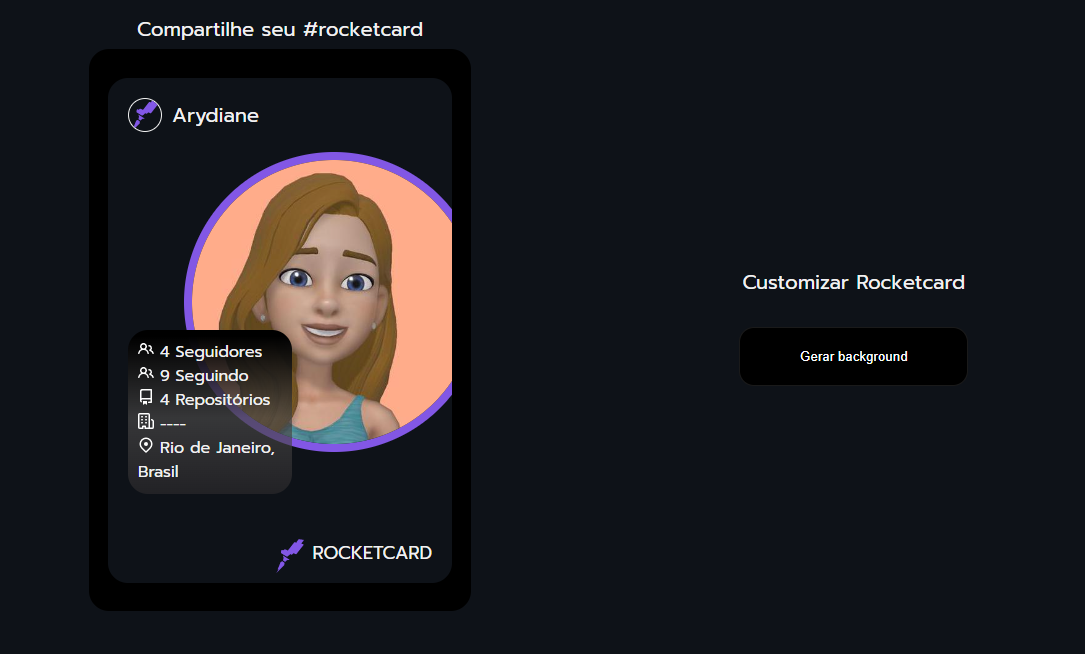 Compartilhe seu #rocketcard
Arydiane
4 Seguidores
9 Seguindo
4 Repositórios
----
Rio de Janeiro,
Brasil
ROCKETCARD
Customizar Rocketcard
Gerar background